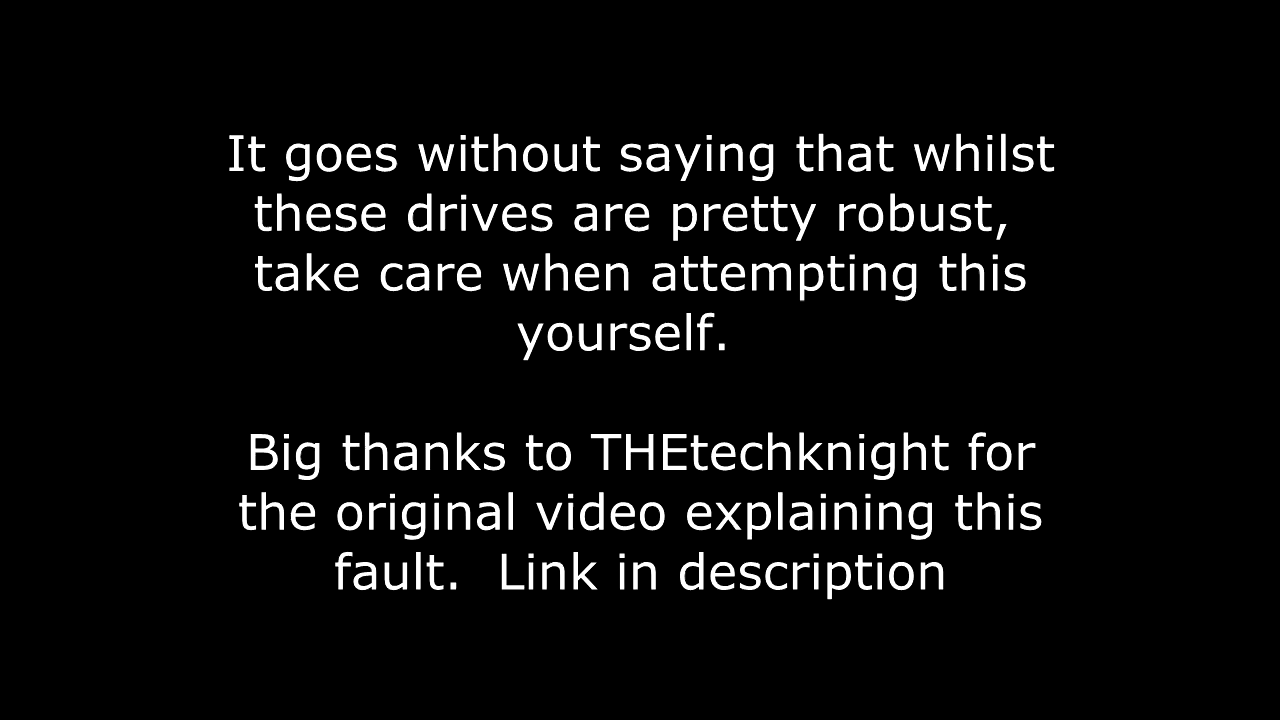 It goes without saying that whilst
these drives are pretty robust,
take care when attempting this
yourself.
Big thanks to THEtechknight for
the original video explaining this
fault.  Link in description